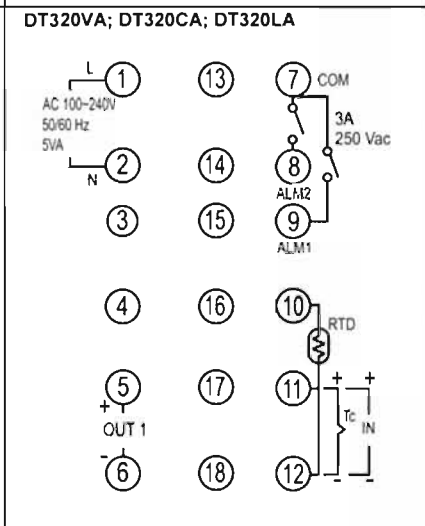 DT320VA; DT320CA; DT320LA
L 1 13 7 COM
AC 100~240V
50/60 Hz
5VA
3A
250 Vac
N 2 14 8
ALM2
3 15 9
ALM1
4 16 10
RTD
5 17 11
+ + +
OUT 1
Tc IN
- - -
6 18 12